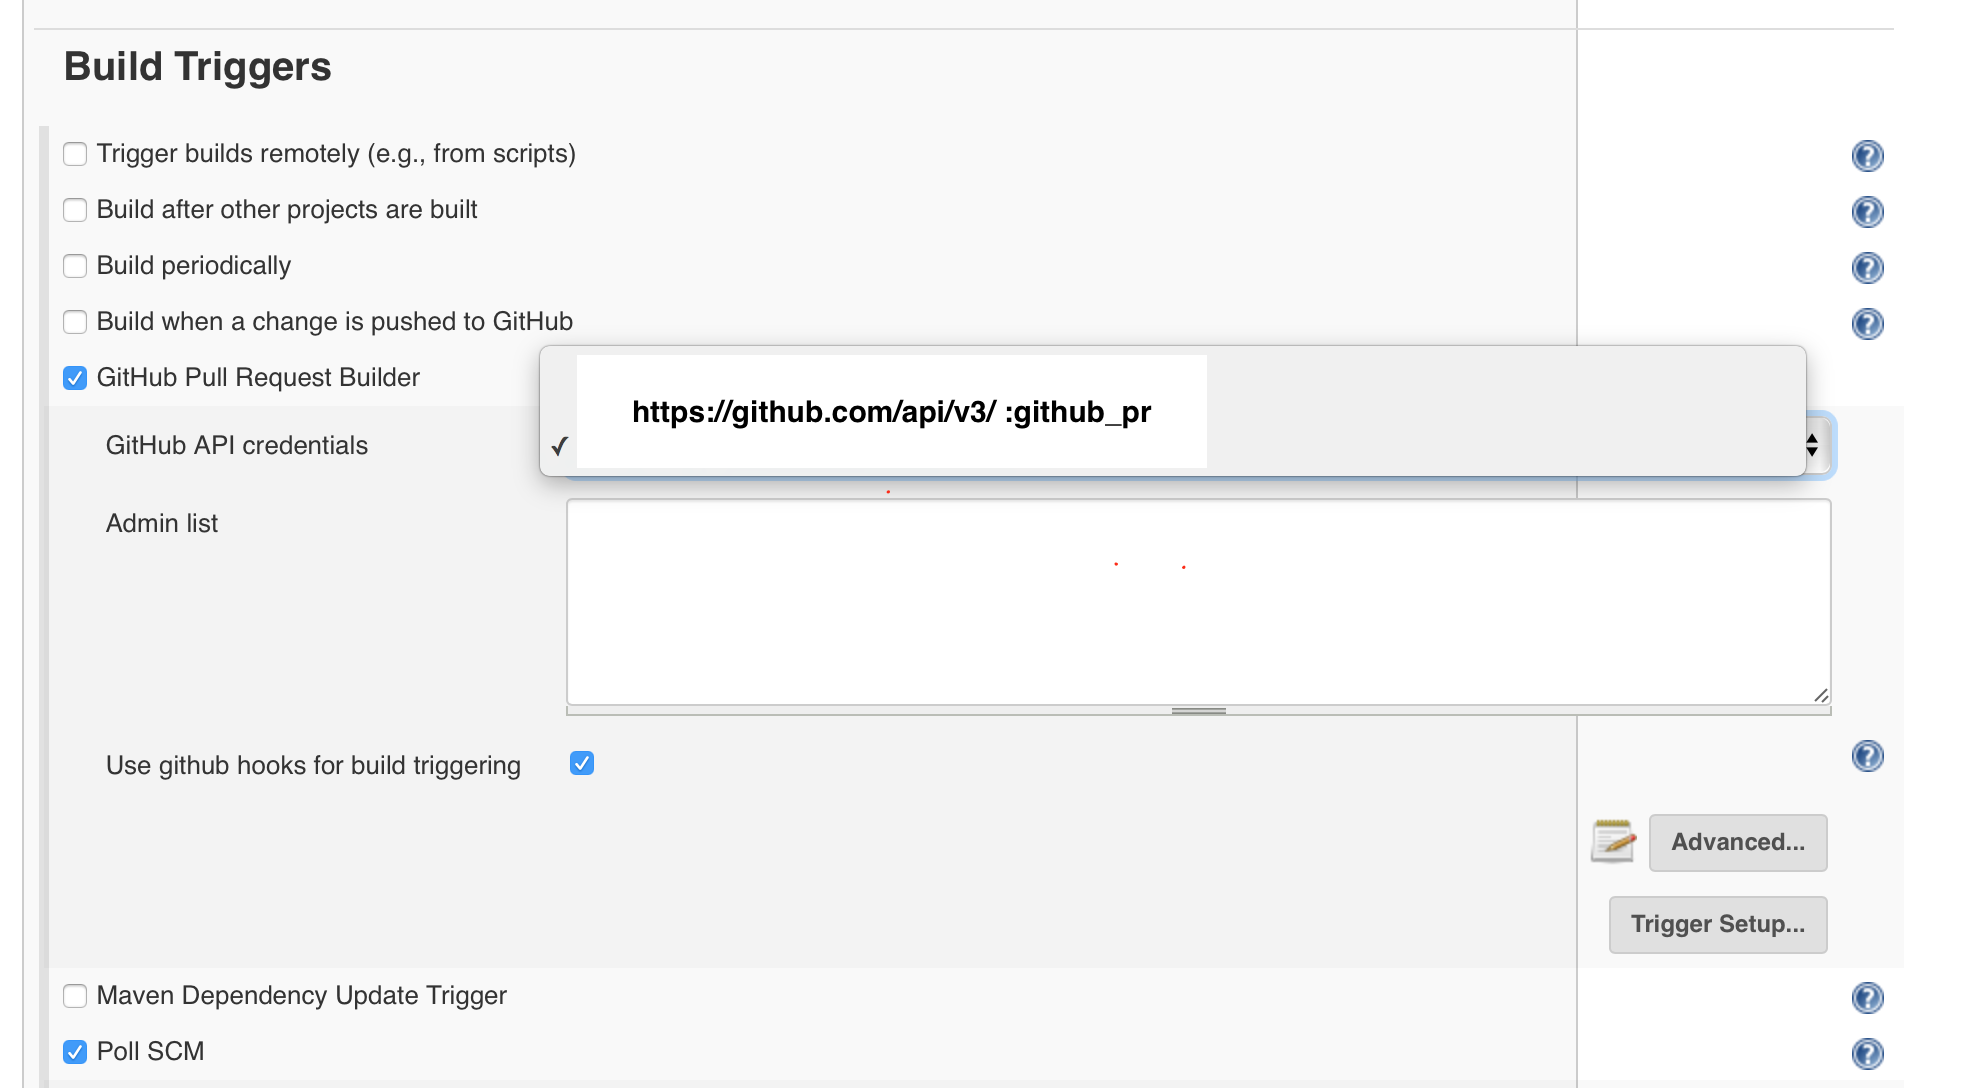 Build Triggers
Trigger builds remotely (e.g., from scripts)
Build after other projects are built
Build periodically
Build when a change is pushed to GitHub
GitHub Pull Request Builder
https://github.com/api/v3/ :github_pr
GitHub API credentials
Admin list
Use github hooks for build triggering
Advanced...
Trigger Setup...
Maven Dependency Update Trigger
Poll SCM